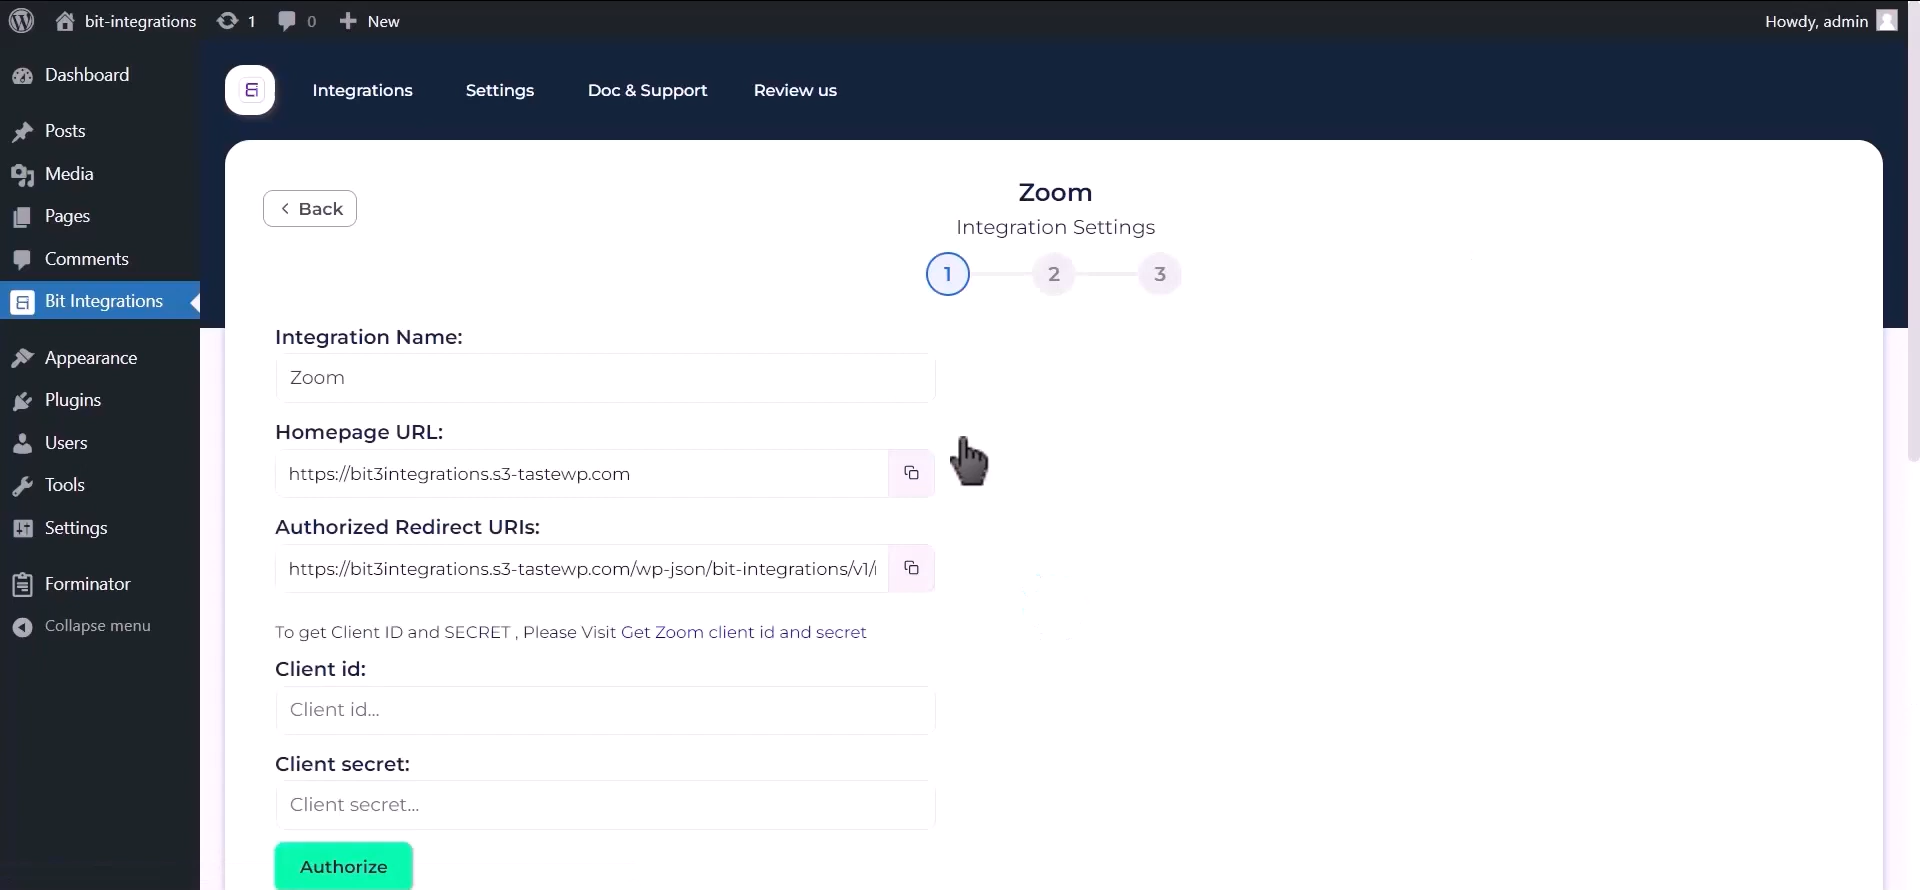 bit-integrations
1
0
New
Howdy, admin
Dashboard
Posts
Media
Pages
Comments
Bit Integrations
Appearance
Plugins
Users
Tools
Settings
Forminator
Collapse menu
Integrations
Settings
Doc & Support
Review us
Back
Zoom
Integration Settings
1
2
3
Integration Name:
Zoom
Homepage URL:
https://bit3integrations.s3-tastewp.com
Authorized Redirect URIs:
https://bit3integrations.s3-tastewp.com/wp-json/bit-integrations/v1/
To get Client ID and SECRET , Please Visit Get Zoom client id and secret
Client id:
Client id...
Client secret:
Client secret...
Authorize